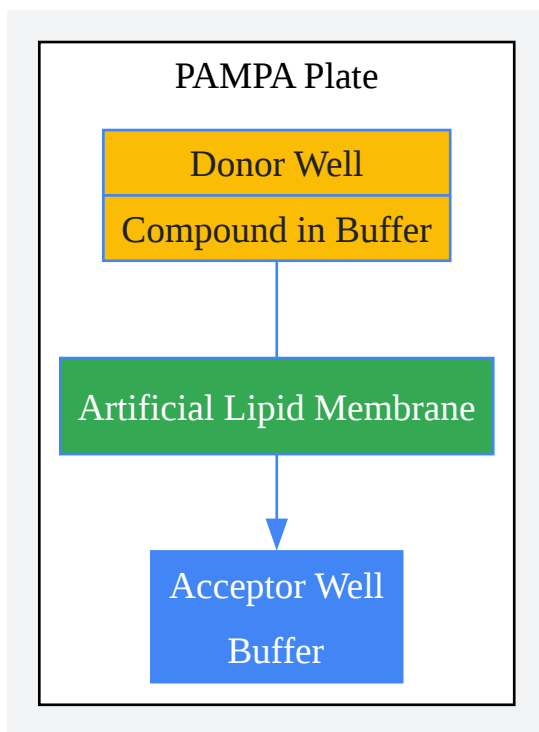 PAMPA Plate
Donor Well
Compound in Buffer
Artificial Lipid Membrane
Acceptor Well
Buffer